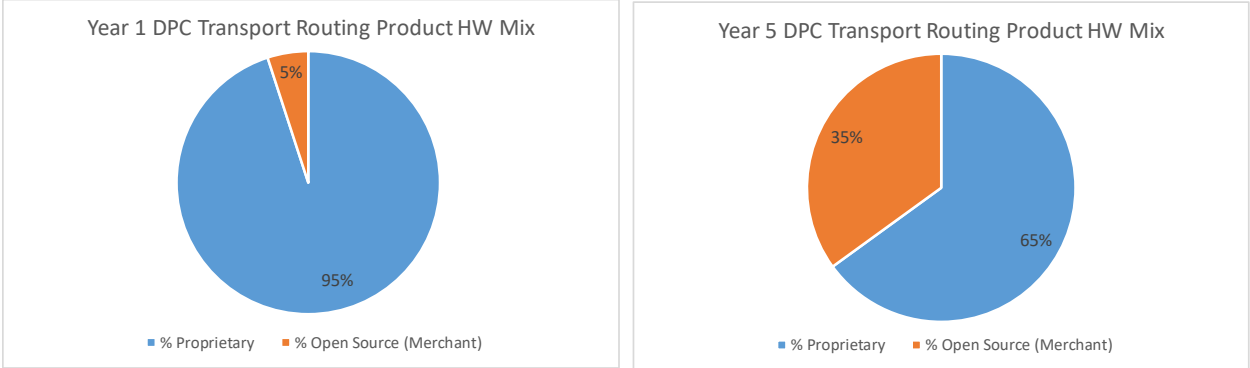 Year 1 DPC Transport Routing Product HW Mix
5%
95%
% Proprietary
% Open Source (Merchant)
Year 5 DPC Transport Routing Product HW Mix
35%
65%
% Proprietary
% Open Source (Merchant)